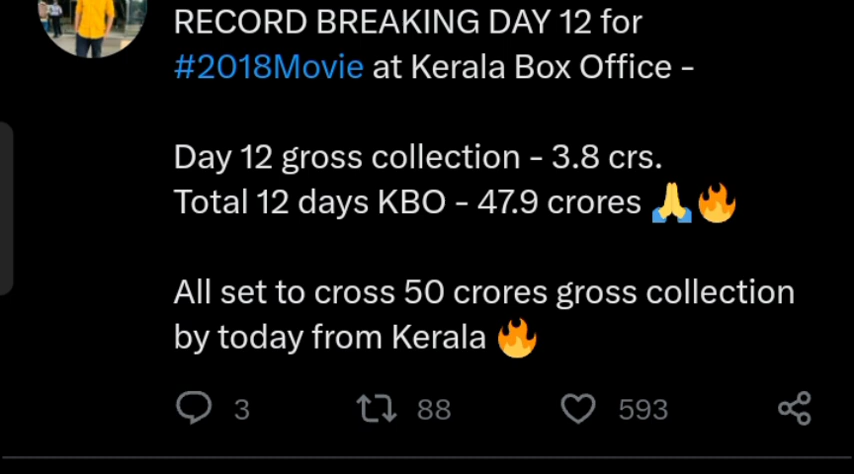 RECORD BREAKING DAY 12 for
#2018Movie at Kerala Box Office -
Day 12 gross collection - 3.8 crs.
Total 12 days KBO - 47.9 crores 🙏🔥
All set to cross 50 crores gross collection
by today from Kerala 🔥
3 88 593